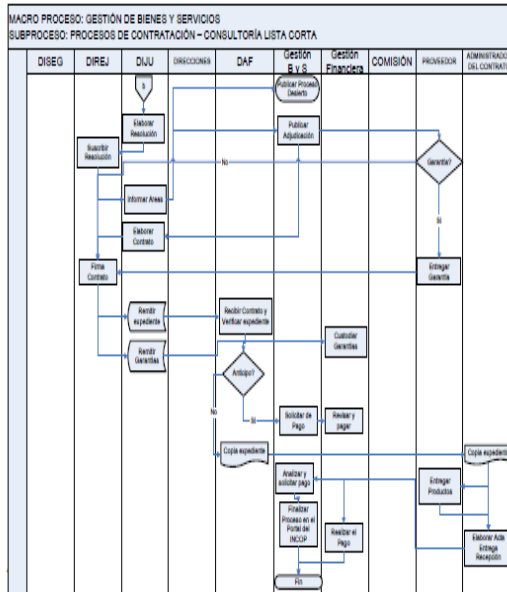 MACRO PROCESO: GESTIÓN DE BIENES Y SERVICIOS
SUBPROCESO: PROCESOS DE CONTRATACIÓN – CONSULTORÍA LISTA CORTA
DISEG
DIREJ
DIJU
DIRECCIONES
DAF
Gestión
B y S
Gestión
Financiera
COMISIÓN
PROVEEDOR
ADMINISTRADOR
DEL CONTRATO
Publicar Proceso
Desierto
Elaborar
Resolución
Publicar
Adjudicación
Suscribir
Resolución
Garantía?
No
Informar Areas
Si
Elaborar
Contrato
Firma
Contrato
Entregar
Garantía
Remitir
expediente
Recibir Contrato y
Verificar expediente
Remitir
Garantías
Custodiar
Garantías
Anticipo?
No
Si
Solicitar de
Pago
Revisar y
pagar
Copia expediente
Copia expediente
Analizar y
solicitar pago
Entregar
Productos
Finalizar
Proceso en el
Portal del
INCOP
Realizar el
Pago
Elaborar Acta
Entrega
Recepción
Fin